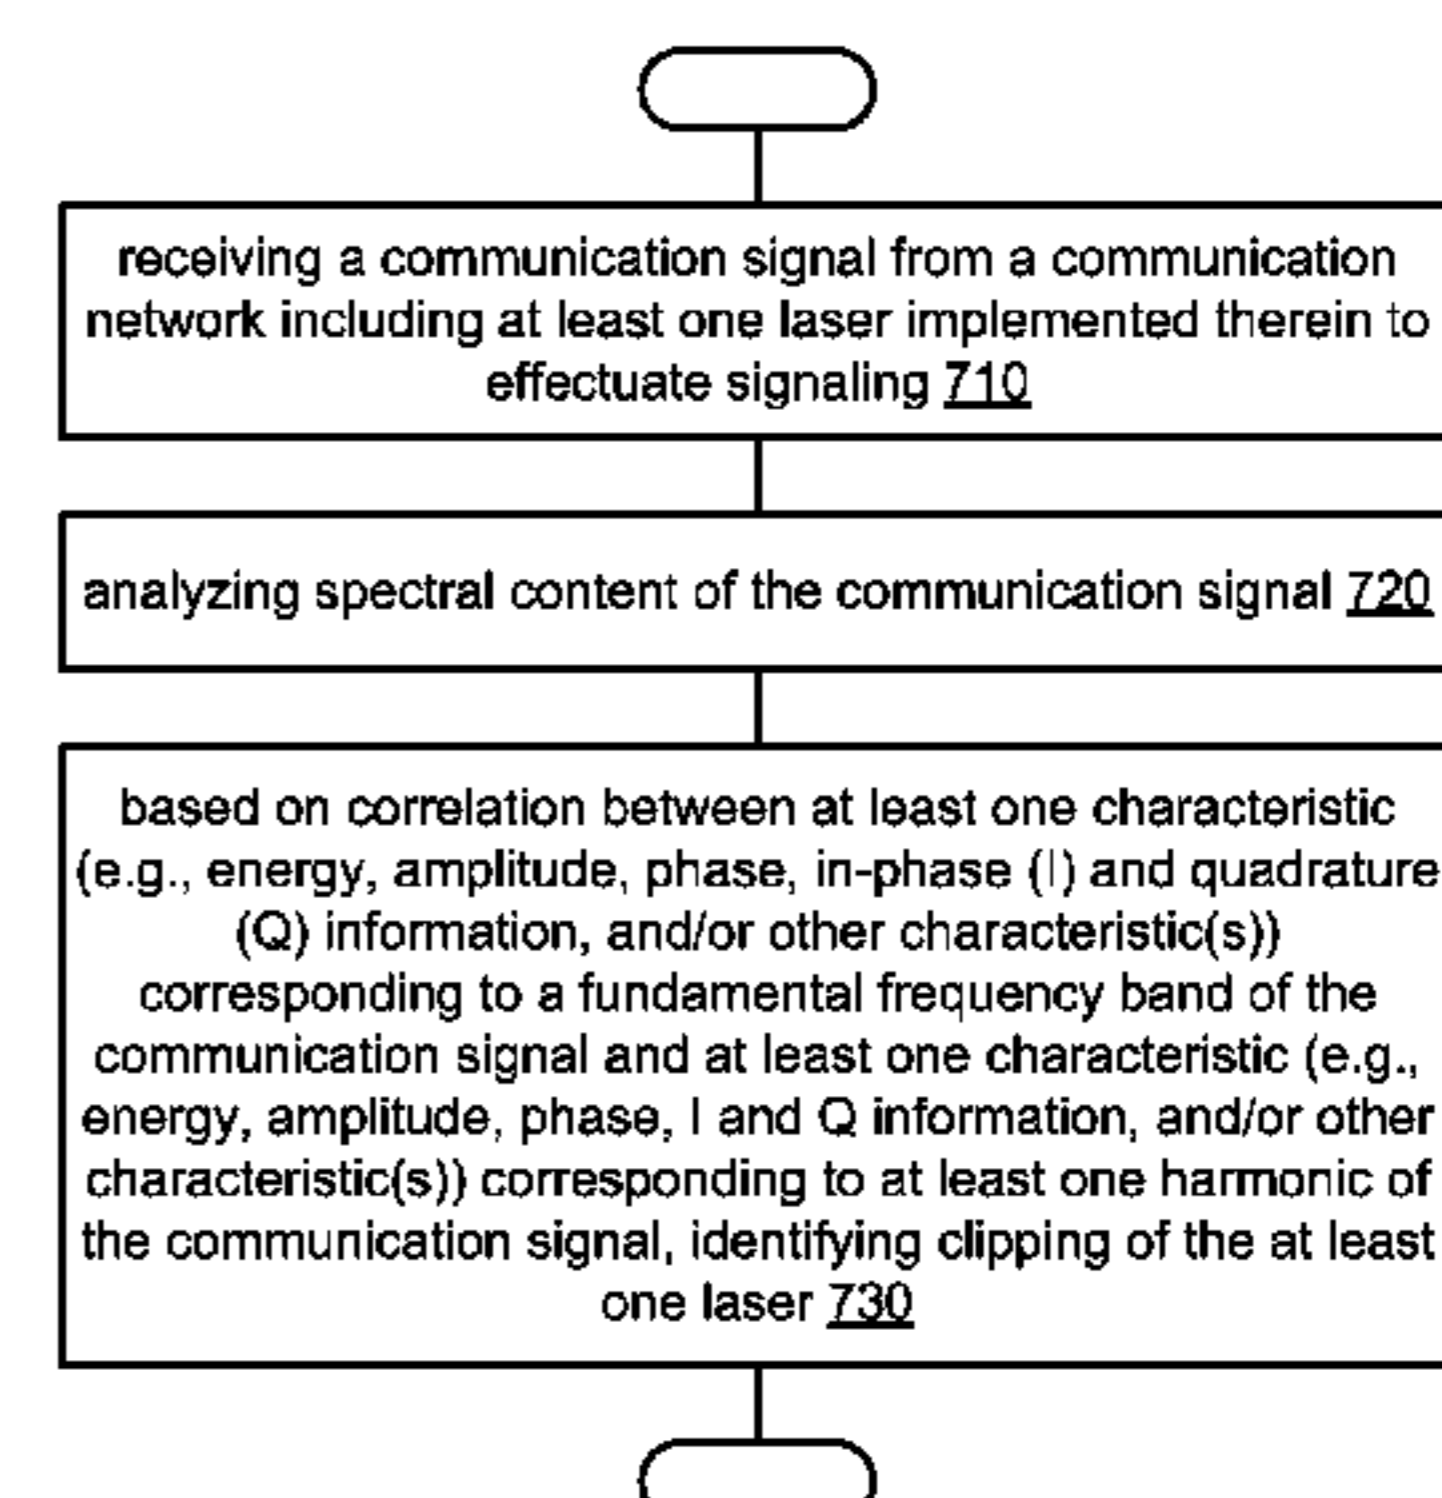 receiving a communication signal from a communication
network including at least one laser implemented therein to
effectuate signaling 710
analyzing spectral content of the communication signal 720
based on correlation between at least one characteristic
(e.g., energy, amplitude, phase, in-phase (I) and quadrature
(Q) information, and/or other characteristic(s))
corresponding to a fundamental frequency band of the
communication signal and at least one characteristic (e.g.,
energy, amplitude, phase, I and Q information, and/or other
characteristic(s)) corresponding to at least one harmonic of
the communication signal, identifying clipping of the at least
one laser 730